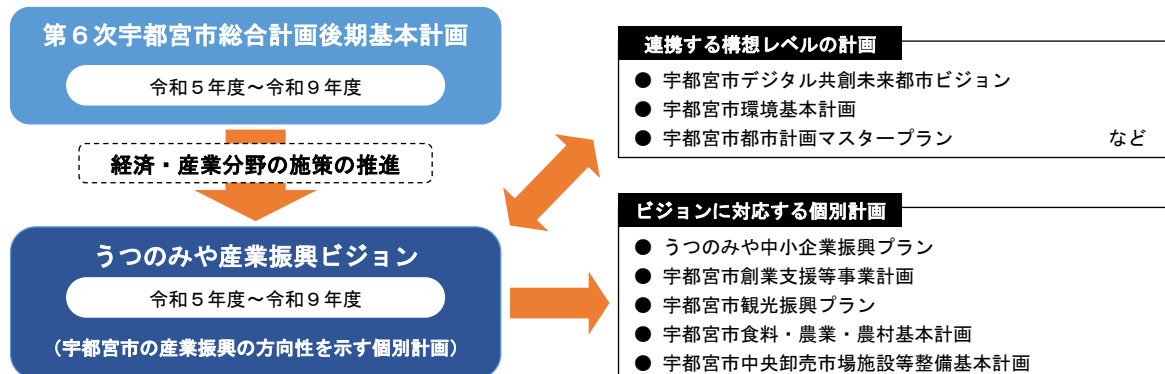 第６次宇都宮市総合計画後期基本計画
令和５年度～令和９年度
経済・産業分野の施策の推進
うつのみや産業振興ビジョン
令和５年度～令和９年度
（宇都宮市の産業振興の方向性を示す個別計画）
連携する構想レベルの計画
● 宇都宮市デジタル共創未来都市ビジョン
● 宇都宮市環境基本計画
● 宇都宮市都市計画マスタープラン　など
ビジョンに対応する個別計画
● うつのみや中小企業振興プラン
● 宇都宮市創業支援等事業計画
● 宇都宮市観光振興プラン
● 宇都宮市食料・農業・農村基本計画
● 宇都宮市中央卸売市場施設等整備基本計画